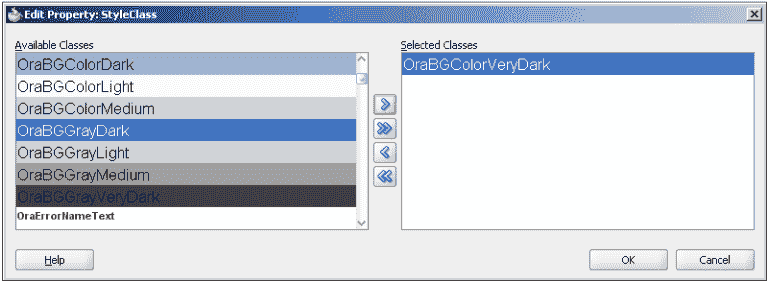 Edit Property: StyleClass
Available Classes
OraBGColorDark
OraBGColorLight
OraBGColorMedium
OraBGGrayDark
OraBGGrayLight
OraBGGrayMedium
OraBGGrayVeryDark
OraErrorNameText
Selected Classes
OraBGColorVeryDark
Help
OK
Cancel